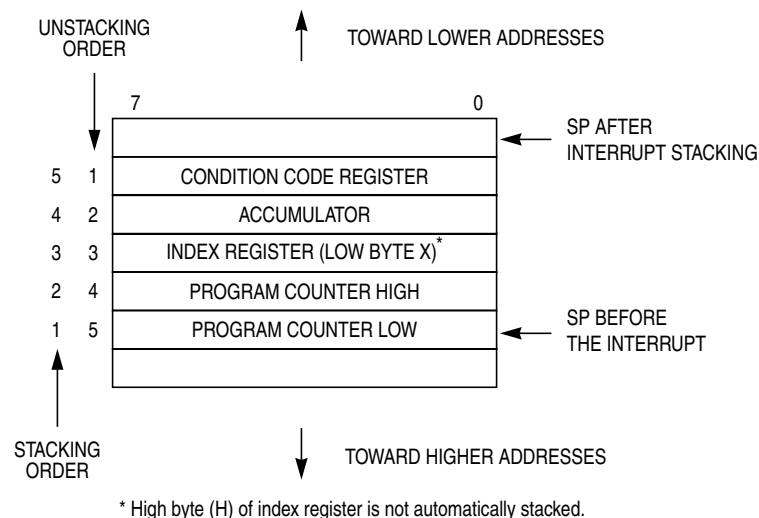 UNSTACKING
ORDER
TOWARD LOWER ADDRESSES
7 0
SP AFTER
INTERRUPT STACKING
5 1 CONDITION CODE REGISTER
4 2 ACCUMULATOR
3 3 INDEX REGISTER (LOW BYTE X)*
2 4 PROGRAM COUNTER HIGH
1 5 PROGRAM COUNTER LOW
SP BEFORE
THE INTERRUPT
STACKING
ORDER
TOWARD HIGHER ADDRESSES
* High byte (H) of index register is not automatically stacked.